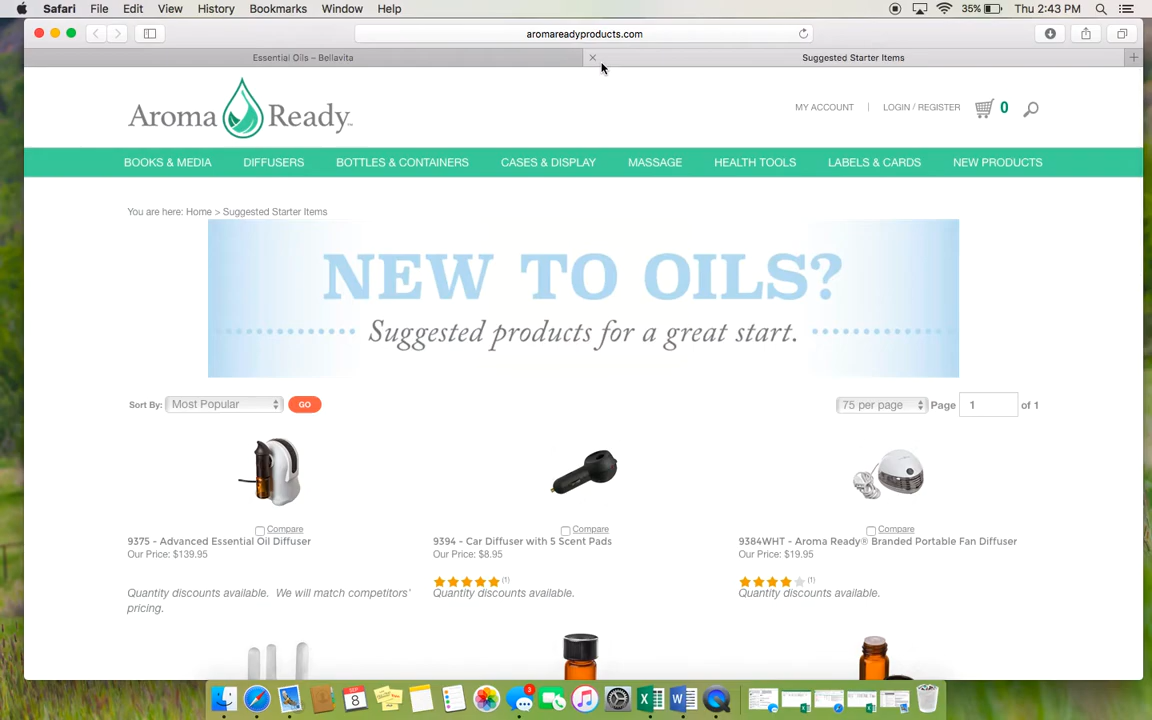 Safari File Edit View History Bookmarks Window Help 35% Thu 2:43 PM
aromareadyproducts.com
Essential Oils – Bellavita Suggested Starter Items
Aroma Ready™
MY ACCOUNT | LOGIN / REGISTER 0
BOOKS & MEDIA DIFFUSERS BOTTLES & CONTAINERS CASES & DISPLAY MASSAGE HEALTH TOOLS LABELS & CARDS NEW PRODUCTS
You are here: Home > Suggested Starter Items
NEW TO OILS?
Suggested products for a great start.
Sort By: Most Popular GO 75 per page Page 1 of 1
Compare Compare Compare
9375 - Advanced Essential Oil Diffuser 9394 - Car Diffuser with 5 Scent Pads 9384WHT - Aroma Ready® Branded Portable Fan Diffuser
Our Price: $139.95 Our Price: $8.95 Our Price: $19.95
(1) (1)
Quantity discounts available. We will match competitors' Quantity discounts available. Quantity discounts available.
pricing.
8
3